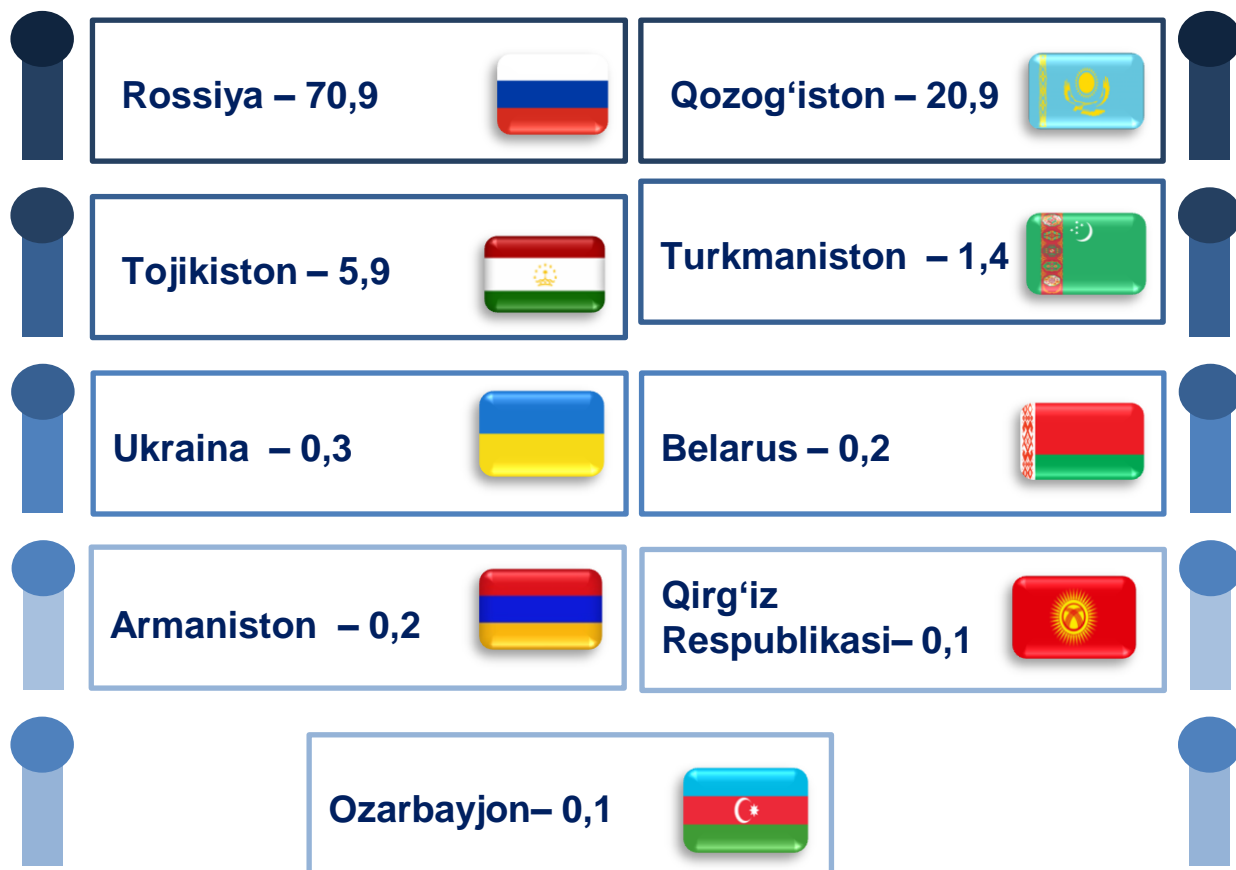 Rossiya – 70,9
Qozog‘iston – 20,9
Tojikiston – 5,9
Turkmaniston – 1,4
Ukraina – 0,3
Belarus – 0,2
Armaniston – 0,2
Qirg‘iz
Respublikasi– 0,1
Ozarbayjon– 0,1